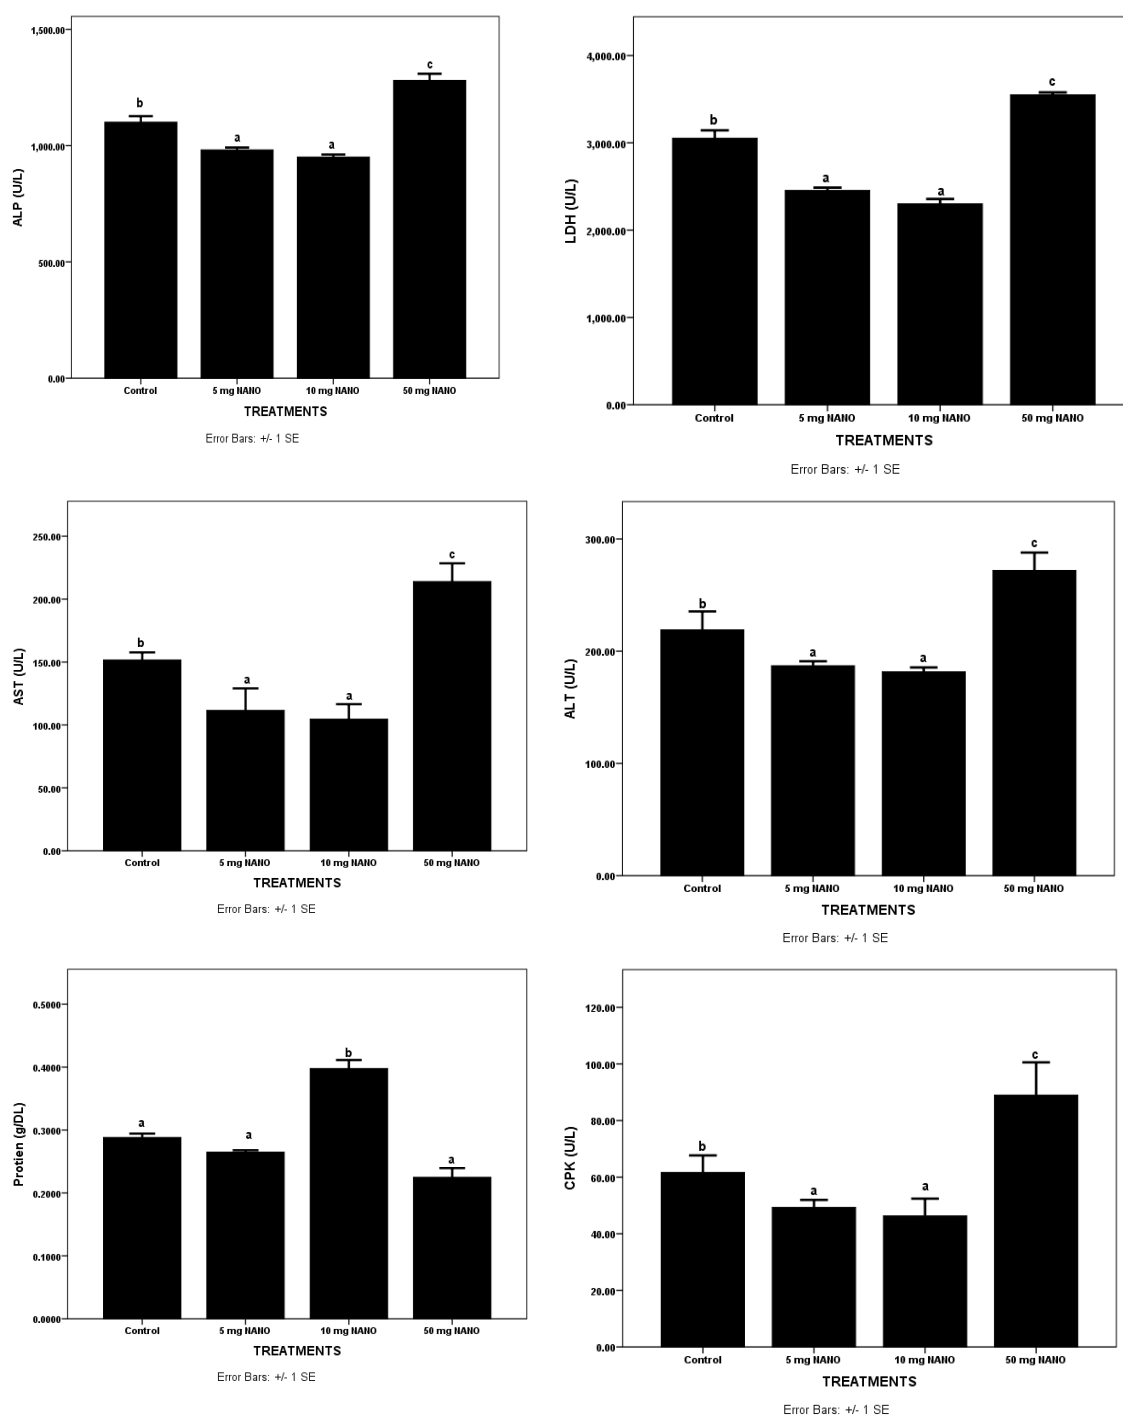 1,500.00
1,000.00
500.00
0.00
ALP (U/L)
b
a
a
c
Control
5 mg NANO
10 mg NANO
50 mg NANO
TREATMENTS
Error Bars: +/- 1 SE
4,000.00
3,000.00
2,000.00
1,000.00
0.00
LDH (U/L)
b
a
a
c
Control
5 mg NANO
10 mg NANO
50 mg NANO
TREATMENTS
Error Bars: +/- 1 SE
250.00
200.00
150.00
100.00
50.00
0.00
AST (U/L)
b
a
a
c
Control
5 mg NANO
10 mg NANO
50 mg NANO
TREATMENTS
Error Bars: +/- 1 SE
300.00
200.00
100.00
0.00
ALT (U/L)
b
a
a
c
Control
5 mg NANO
10 mg NANO
50 mg NANO
TREATMENTS
Error Bars: +/- 1 SE
0.5000
0.4000
0.3000
0.2000
0.1000
0.0000
Protien (g/DL)
a
a
b
a
Control
5 mg NANO
10 mg NANO
50 mg NANO
TREATMENTS
Error Bars: +/- 1 SE
120.00
100.00
80.00
60.00
40.00
20.00
0.00
CPK (U/L)
b
a
a
c
Control
5 mg NANO
10 mg NANO
50 mg NANO
TREATMENTS
Error Bars: +/- 1 SE